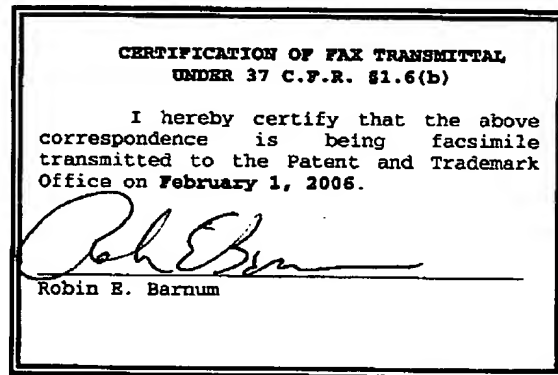 CERTIFICATION OF FAX TRANSMITTAL
UNDER 37 C.F.R. §1.6(b)
I hereby certify that the above
correspondence is being facsimile
transmitted to the Patent and Trademark
Office on February 1, 2006.
Robin E. Barnum